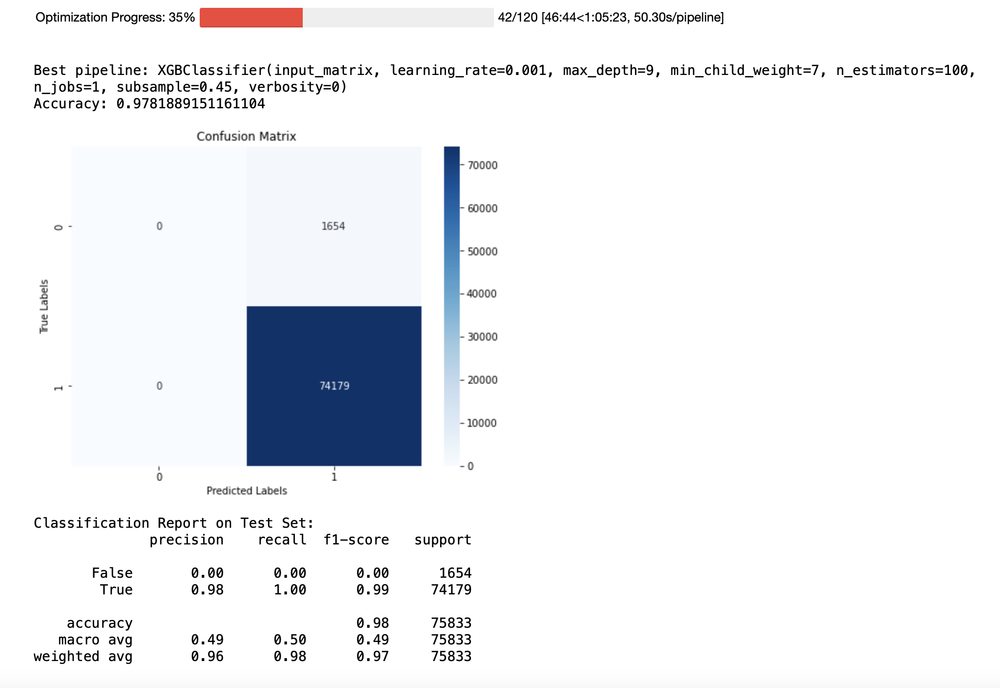 Optimization Progress: 35% 42/120 [46:44<1:05:23, 50.30s/pipeline]
Best pipeline: XGBClassifier(input_matrix, learning_rate=0.001, max_depth=9, min_child_weight=7, n_estimators=100,
n_jobs=1, subsample=0.45, verbosity=0)
Accuracy: 0.9781889151161104
Confusion Matrix
70000
60000
50000
40000
30000
20000
10000
0
True Labels
0
0 1654
1
0 74179
0 1
Predicted Labels
Classification Report on Test Set:
precision recall f1-score support
False 0.00 0.00 0.00 1654
True 0.98 1.00 0.99 74179
accuracy 0.98 75833
macro avg 0.49 0.50 0.49 75833
weighted avg 0.96 0.98 0.97 75833